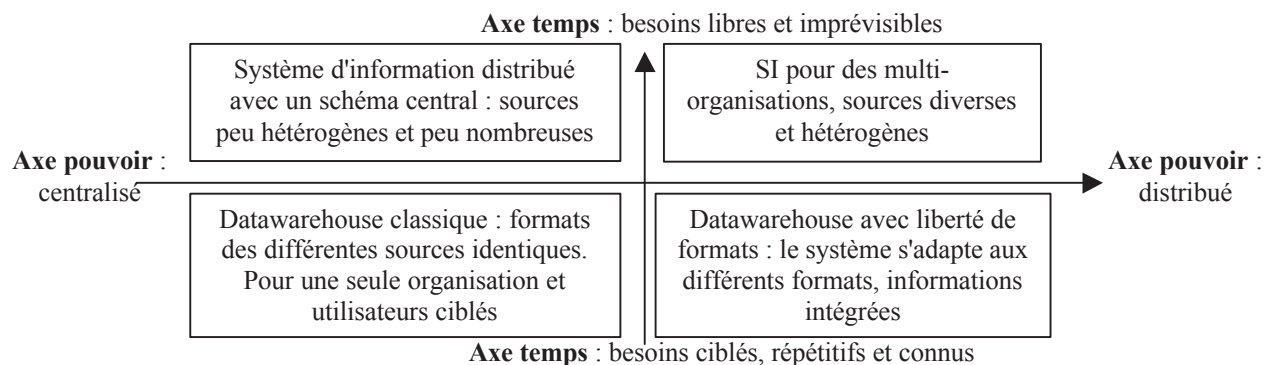 Axe temps : besoins libres et imprévisibles
Système d'information distribué
avec un schéma central : sources
peu hétérogènes et peu nombreuses
SI pour des multi-
organisations, sources diverses
et hétérogènes
Axe pouvoir :
centralisé
Axe pouvoir :
distribué
Datawarehouse classique : formats
des différentes sources identiques.
Pour une seule organisation et
utilisateurs ciblés
Datawarehouse avec liberté de
formats : le système s'adapte aux
différents formats, informations
intégrées
Axe temps : besoins ciblés, répétitifs et connus